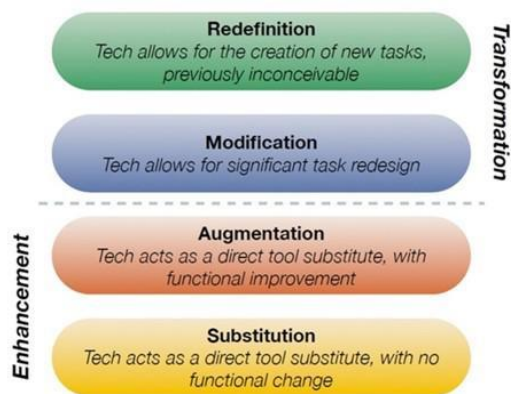 Redefinition
Tech allows for the creation of new tasks,
previously inconceivable
Transformation
Modification
Tech allows for significant task redesign
Augmentation
Tech acts as a direct tool substitute, with
functional improvement
Enhancement
Substitution
Tech acts as a direct tool substitute, with no
functional change